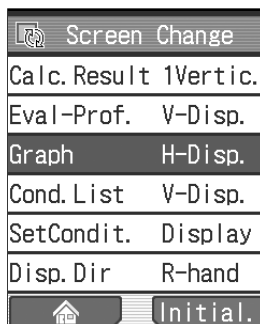 Screen Change
Calc.Result 1Vertic.
Eval-Prof. V-Disp.
Graph H-Disp.
Cond.List V-Disp.
SetCondit. Display
Disp.Dir R-hand
Initial.